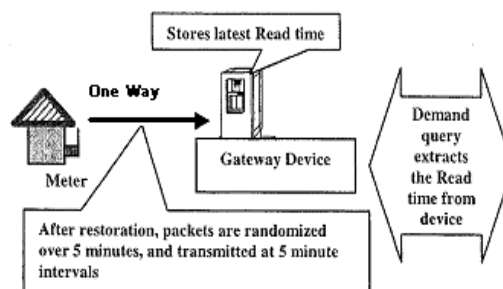 Stores latest Read time
One Way
Meter
Gateway Device
Demand
query
extracts
the Read
time from
device
After restoration, packets are randomized
over 5 minutes, and transmitted at 5 minute
intervals